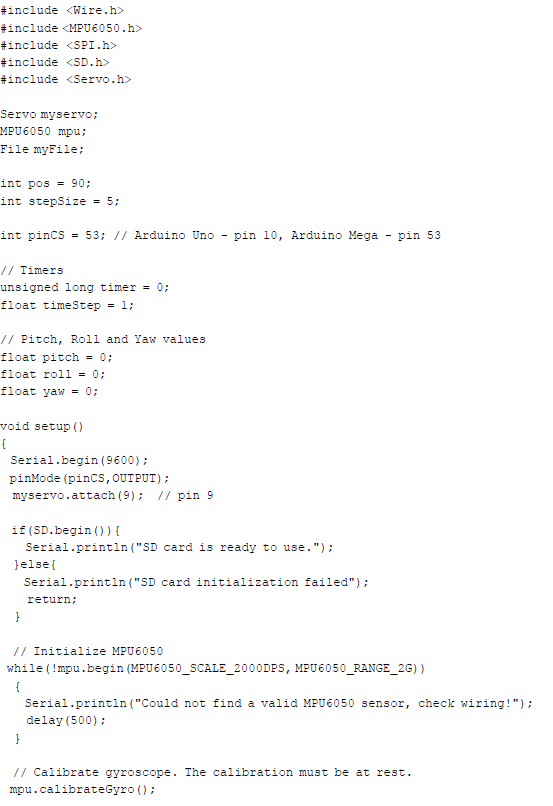 #include <Wire.h>
#include <MPU6050.h>
#include <SPI.h>
#include <SD.h>
#include <Servo.h>

Servo myservo;
MPU6050 mpu;
File myFile;

int pos = 90;
int stepSize = 5;

int pinCS = 53; // Arduino Uno - pin 10, Arduino Mega - pin 53

// Timers
unsigned long timer = 0;
float timeStep = 1;

// Pitch, Roll and Yaw values
float pitch = 0;
float roll = 0;
float yaw = 0;

void setup()
{
 Serial.begin(9600);
 pinMode(pinCS,OUTPUT);
 myservo.attach(9);  // pin 9

 if(SD.begin()){
   Serial.println("SD card is ready to use.");
 }else{
   Serial.println("SD card initialization failed");
   return;
 }

 // Initialize MPU6050
 while(!mpu.begin(MPU6050_SCALE_2000DPS, MPU6050_RANGE_2G))
 {
   Serial.println("Could not find a valid MPU6050 sensor, check wiring!");
   delay(500);
 }

 // Calibrate gyroscope. The calibration must be at rest.
 mpu.calibrateGyro();